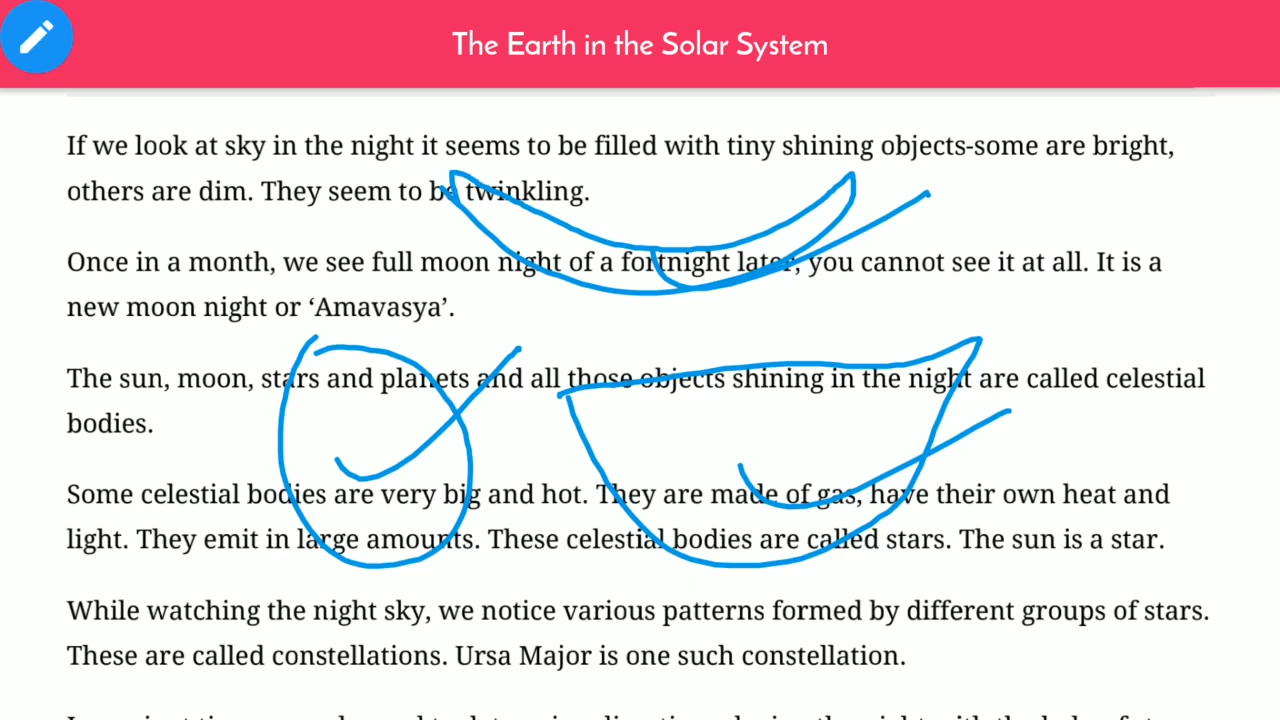 The Earth in the Solar System
If we look at sky in the night it seems to be filled with tiny shining objects-some are bright,
others are dim. They seem to be twinkling.
Once in a month, we see full moon night of a fortnight later, you cannot see it at all. It is a
new moon night or ‘Amavasya’.
The sun, moon, stars and planets and all those objects shining in the night are called celestial
bodies.
Some celestial bodies are very big and hot. They are made of gas, have their own heat and
light. They emit in large amounts. These celestial bodies are called stars. The sun is a star.
While watching the night sky, we notice various patterns formed by different groups of stars.
These are called constellations. Ursa Major is one such constellation.